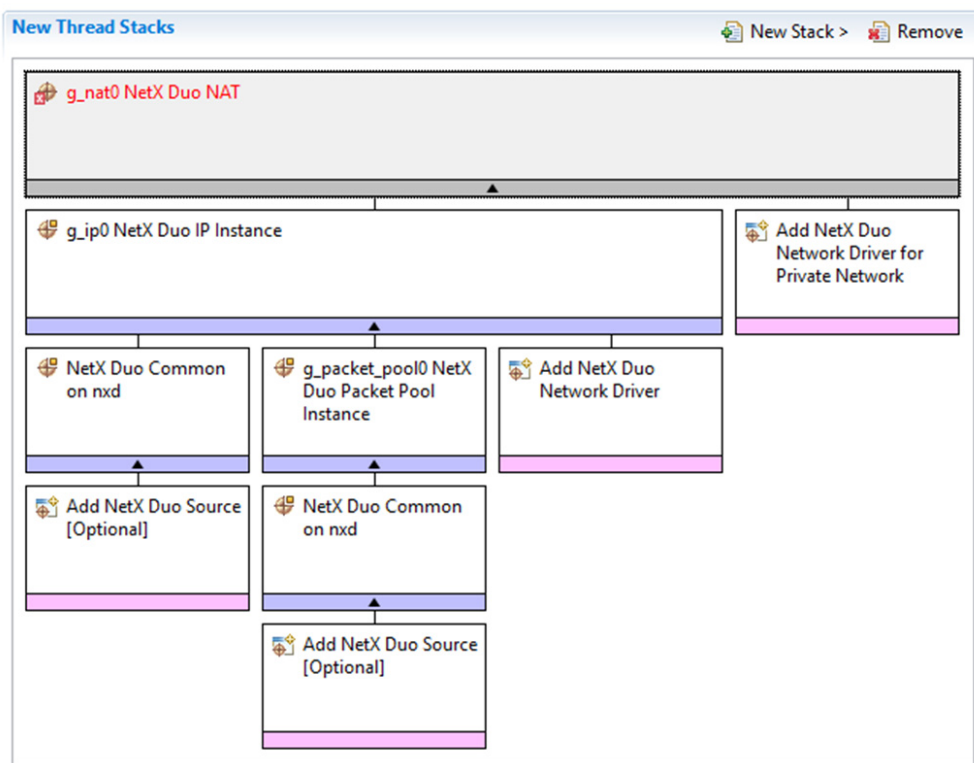 New Thread Stacks
New Stack >
Remove
g_nat0 NetX Duo NAT
g_ip0 NetX Duo IP Instance
Add NetX Duo
Network Driver for
Private Network
NetX Duo Common
on nxd
g_packet_pool0 NetX
Duo Packet Pool
Instance
Add NetX Duo
Network Driver
Add NetX Duo Source
[Optional]
NetX Duo Common
on nxd
Add NetX Duo Source
[Optional]